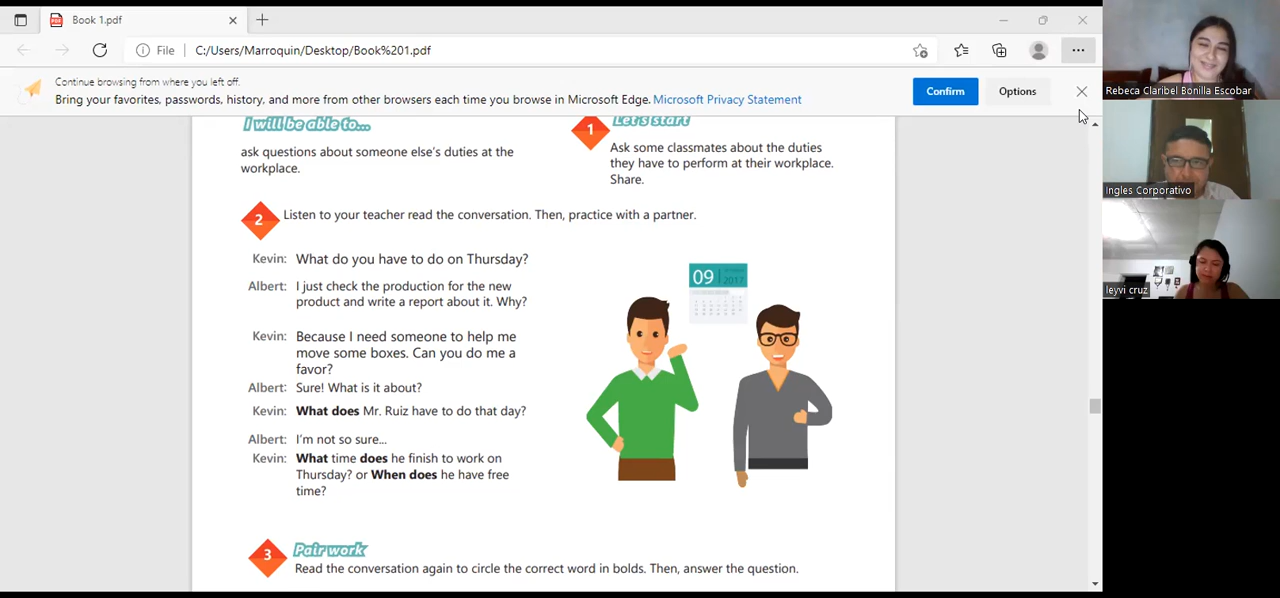 Book 1.pdf
File | C:/Users/Marroquin/Desktop/Book%201.pdf
Continue browsing from where you left off.
Bring your favorites, passwords, history, and more from other browsers each time you browse in Microsoft Edge. Microsoft Privacy Statement
Confirm
Options
I will be able to...
ask questions about someone else's duties at the
workplace.
1 Let's start
Ask some classmates about the duties
they have to perform at their workplace.
Share.
2 Listen to your teacher read the conversation. Then, practice with a partner.
Kevin: What do you have to do on Thursday?
Albert: I just check the production for the new
product and write a report about it. Why?
Kevin: Because I need someone to help me
move some boxes. Can you do me a
favor?
Albert: Sure! What is it about?
Kevin: What does Mr. Ruiz have to do that day?
Albert: I'm not so sure...
Kevin: What time does he finish to work on
Thursday? or When does he have free
time?
09
2017
3 Pair work
Read the conversation again to circle the correct word in bolds. Then, answer the question.
Rebeca Claribel Bonilla Escobar
Ingles Corporativo
leyvi cruz